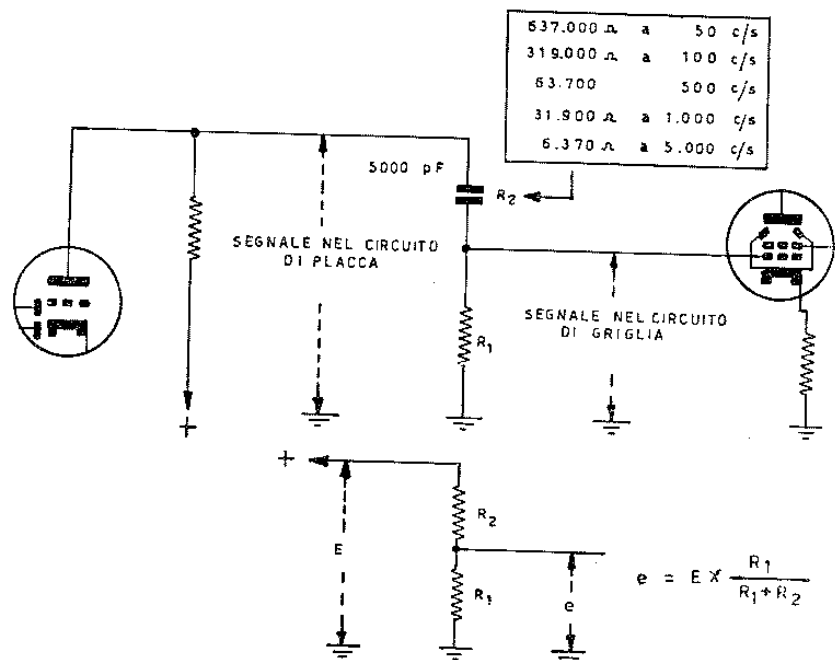 637.000 Ω a 50 c/s
319.000 Ω a 100 c/s
63.700 500 c/s
31.900 Ω a 1.000 c/s
6.370 Ω a 5.000 c/s
5000 pF
R2
SEGNALE NEL CIRCUITO
DI PLACCA
SEGNALE NEL CIRCUITO
DI GRIGLIA
R1
+
+
E
R2
R1
e
e = E X R1 / R1+R2